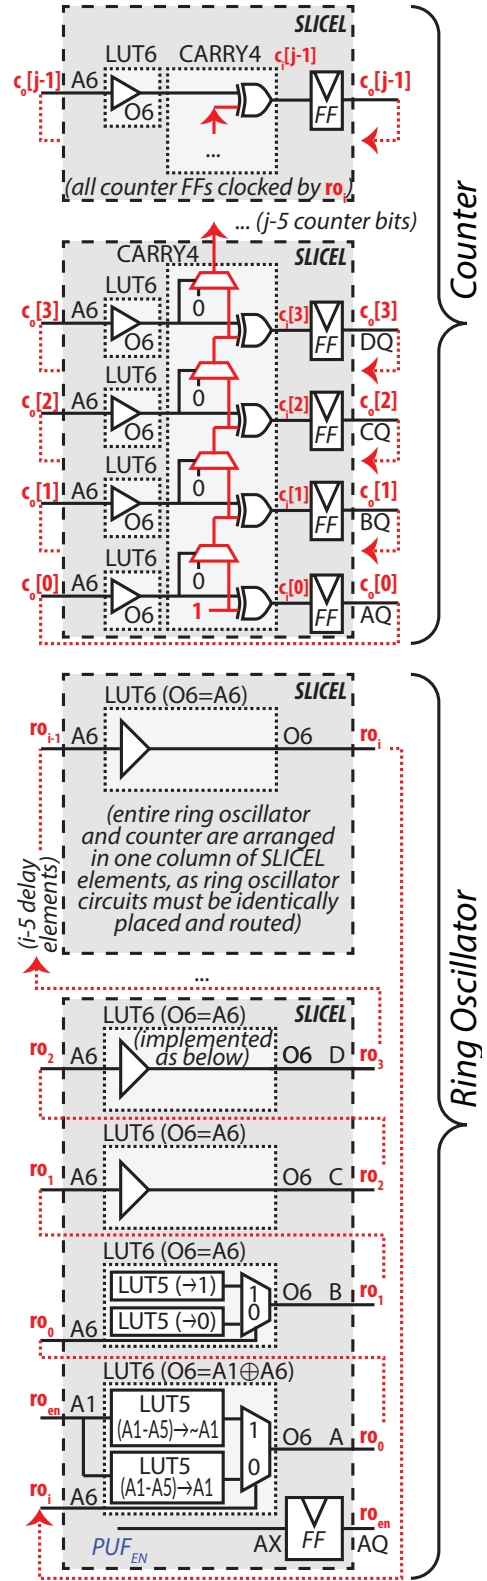 SLICEL
LUT6 CARRY4 c_i[j-1]
c_o[j-1] A6 c_o[j-1]
O6 FF
...
(all counter FFs clocked by ro_i)
... (j-5 counter bits)
CARRY4 SLICEL
LUT6
0
c_o[3] A6 c_i[3] c_o[3]
O6 FF DQ
LUT6
0
c_o[2] A6 c_i[2] c_o[2]
O6 FF CQ
LUT6
0
c_o[1] A6 c_i[1] c_o[1]
O6 FF BQ
LUT6
0
c_o[0] A6 c_i[0] c_o[0]
O6 1 FF AQ
Counter
SLICEL
LUT6 (O6=A6)
ro_{i-1} A6 O6 ro_i
(entire ring oscillator
and counter are arranged
in one column of SLICEL
elements, as ring oscillator
circuits must be identically
placed and routed)
(i-5 delay
elements)
...
SLICEL
LUT6 (O6=A6)
(implemented
as below)
ro_2 A6 O6 D ro_3
LUT6 (O6=A6)
ro_1 A6 O6 C ro_2
LUT6 (O6=A6)
LUT5 (→1) 1
O6 B ro_1
LUT5 (→0) 0
ro_0 A6
LUT6 (O6=A1⊕A6)
ro_en A1
LUT5
(A1-A5)→~A1 1
O6 A ro_0
LUT5 0
(A1-A5)→A1
ro_i A6
ro_en
PUF_EN AX FF AQ
Ring Oscillator